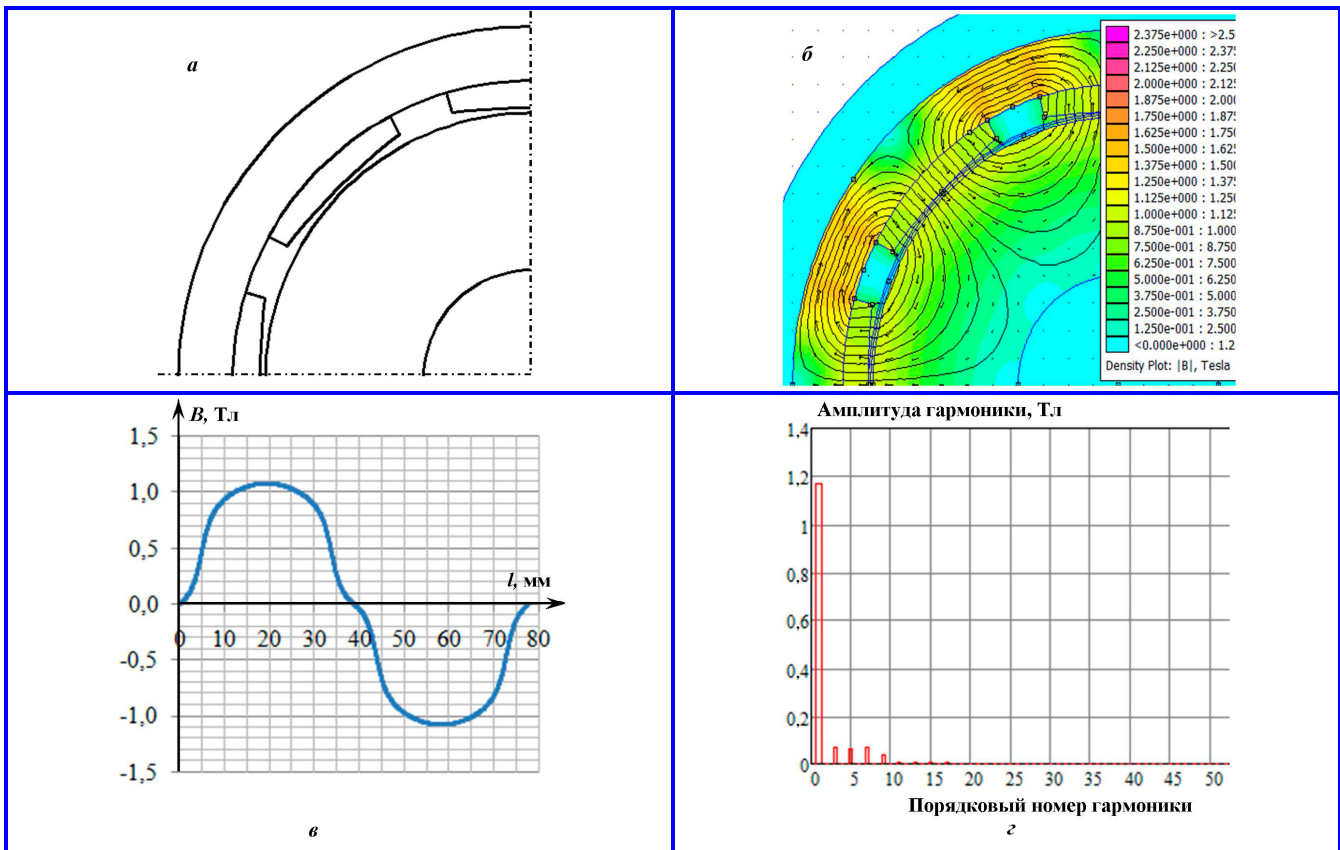 а
б
2.375e+000 : >2.5
2.250e+000 : 2.375
2.125e+000 : 2.250
2.000e+000 : 2.125
1.875e+000 : 2.000
1.750e+000 : 1.875
1.625e+000 : 1.750
1.500e+000 : 1.625
1.375e+000 : 1.500
1.250e+000 : 1.375
1.125e+000 : 1.250
1.000e+000 : 1.125
8.750e-001 : 1.000
7.500e-001 : 8.750
6.250e-001 : 7.500
5.000e-001 : 6.250
3.750e-001 : 5.000
2.500e-001 : 3.750
1.250e-001 : 2.500
<0.000e+000 : 1.2
Density Plot: |B|, Tesla
B, Тл
1,5
1,0
0,5
0,0
-0,5
-1,0
-1,5
l, мм
0 10 20 30 40 50 60 70 80
в
Амплитуда гармоники, Тл
1,4
1,2
1
0,8
0,6
0,4
0,2
0
0 5 10 15 20 25 30 35 40 45 50
Порядковый номер гармоники
г